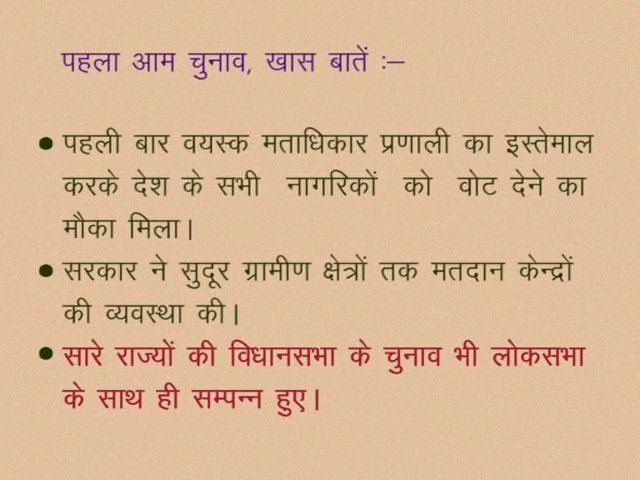 पहला आम चुनाव, खास बातें :–
• पहली बार वयस्क मताधिकार प्रणाली का इस्तेमाल
करके देश के सभी नागरिकों को वोट देने का
मौका मिला।
• सरकार ने सुदूर ग्रामीण क्षेत्रों तक मतदान केन्द्रों
की व्यवस्था की।
• सारे राज्यों की विधानसभा के चुनाव भी लोकसभा
के साथ ही सम्पन्न हुए।